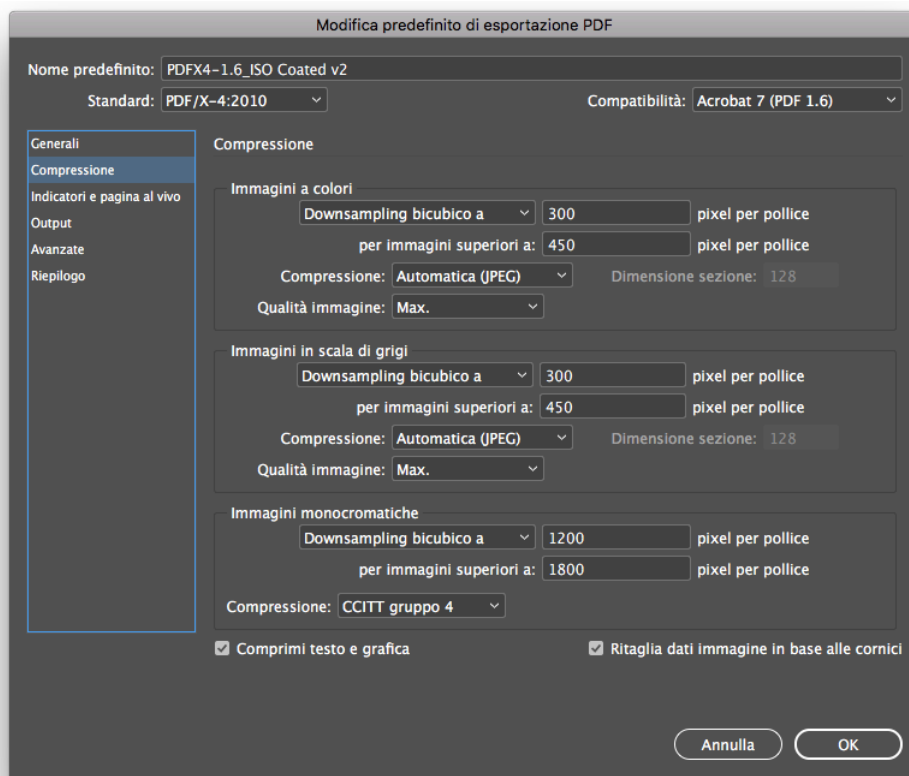 Modifica predefinito di esportazione PDF
Nome predefinito: PDFX4-1.6_ISO Coated v2
Standard: PDF/X-4:2010 Compatibilità: Acrobat 7 (PDF 1.6)
Generali
Compressione
Indicatori e pagina al vivo
Output
Avanzate
Riepilogo
Compressione
Immagini a colori
Downsampling bicubico a 300 pixel per pollice
per immagini superiori a: 450 pixel per pollice
Compressione: Automatica (JPEG) Dimensione sezione: 128
Qualità immagine: Max.
Immagini in scala di grigi
Downsampling bicubico a 300 pixel per pollice
per immagini superiori a: 450 pixel per pollice
Compressione: Automatica (JPEG) Dimensione sezione: 128
Qualità immagine: Max.
Immagini monocromatiche
Downsampling bicubico a 1200 pixel per pollice
per immagini superiori a: 1800 pixel per pollice
Compressione: CCITT gruppo 4
Comprimi testo e grafica Ritaglia dati immagine in base alle cornici
Annulla OK